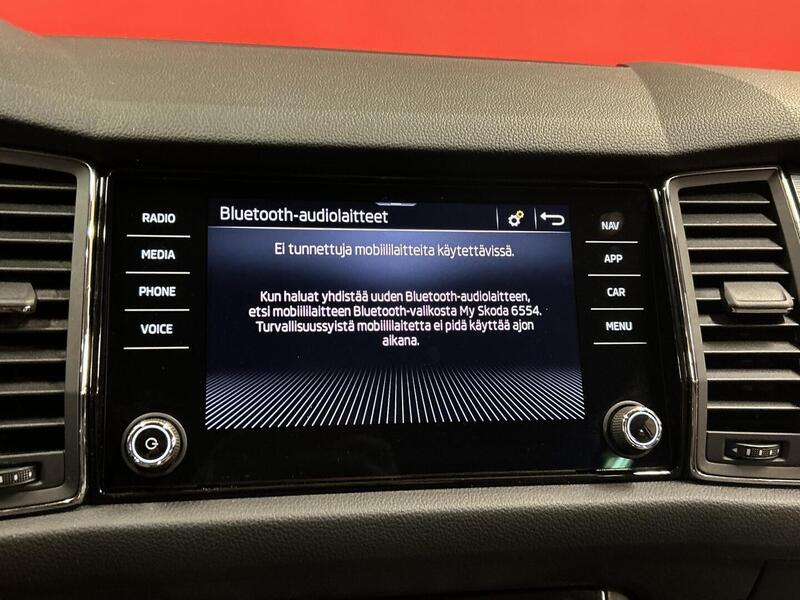 RADIO
MEDIA
PHONE
VOICE
Bluetooth-audiolaitteet
Ei tunnettuja mobiililaitteita käytettävissä.
Kun haluat yhdistää uuden Bluetooth-audiolaitteen,
etsi mobiililaitteen Bluetooth-valikosta My Skoda 6554.
Turvallisuussyistä mobiililaitetta ei pidä käyttää ajon
aikana.
NAV
APP
CAR
MENU